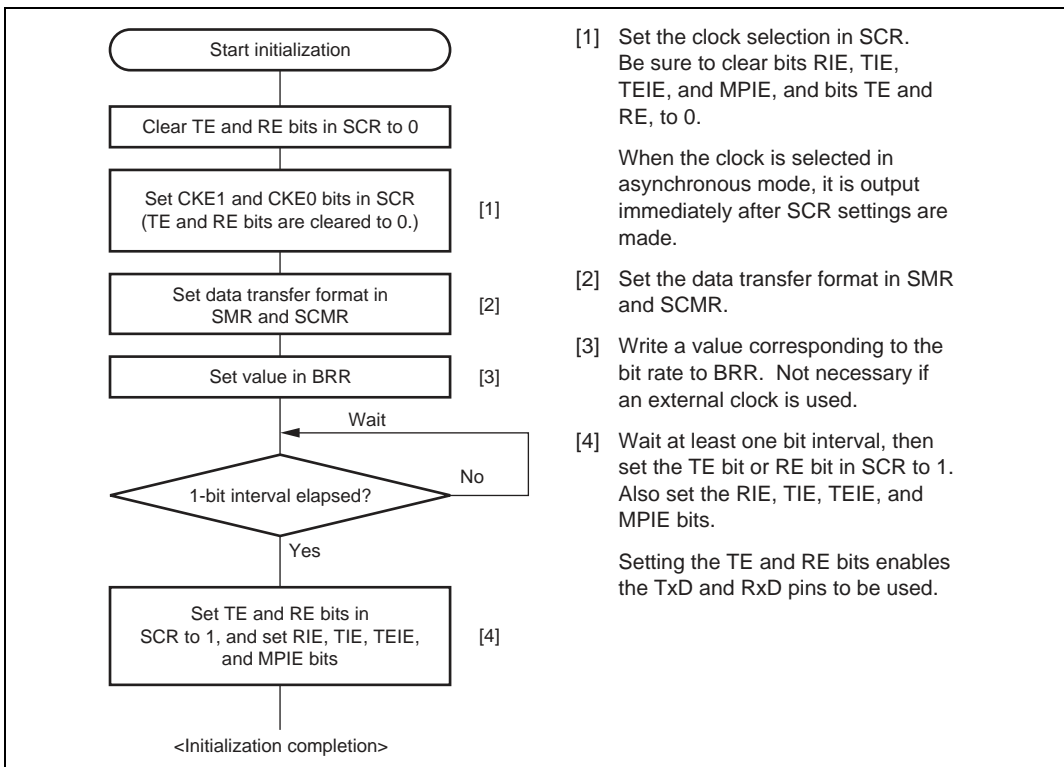 Start initialization
Clear TE and RE bits in SCR to 0
Set CKE1 and CKE0 bits in SCR
(TE and RE bits are cleared to 0.)
[1]
Set data transfer format in
SMR and SCMR
[2]
Set value in BRR
[3]
Wait
1-bit interval elapsed?
No
Yes
Set TE and RE bits in
SCR to 1, and set RIE, TIE, TEIE,
and MPIE bits
[4]
<Initialization completion>
[1] Set the clock selection in SCR.
Be sure to clear bits RIE, TIE,
TEIE, and MPIE, and bits TE and
RE, to 0.
When the clock is selected in
asynchronous mode, it is output
immediately after SCR settings are
made.
[2] Set the data transfer format in SMR
and SCMR.
[3] Write a value corresponding to the
bit rate to BRR. Not necessary if
an external clock is used.
[4] Wait at least one bit interval, then
set the TE bit or RE bit in SCR to 1.
Also set the RIE, TIE, TEIE, and
MPIE bits.
Setting the TE and RE bits enables
the TxD and RxD pins to be used.